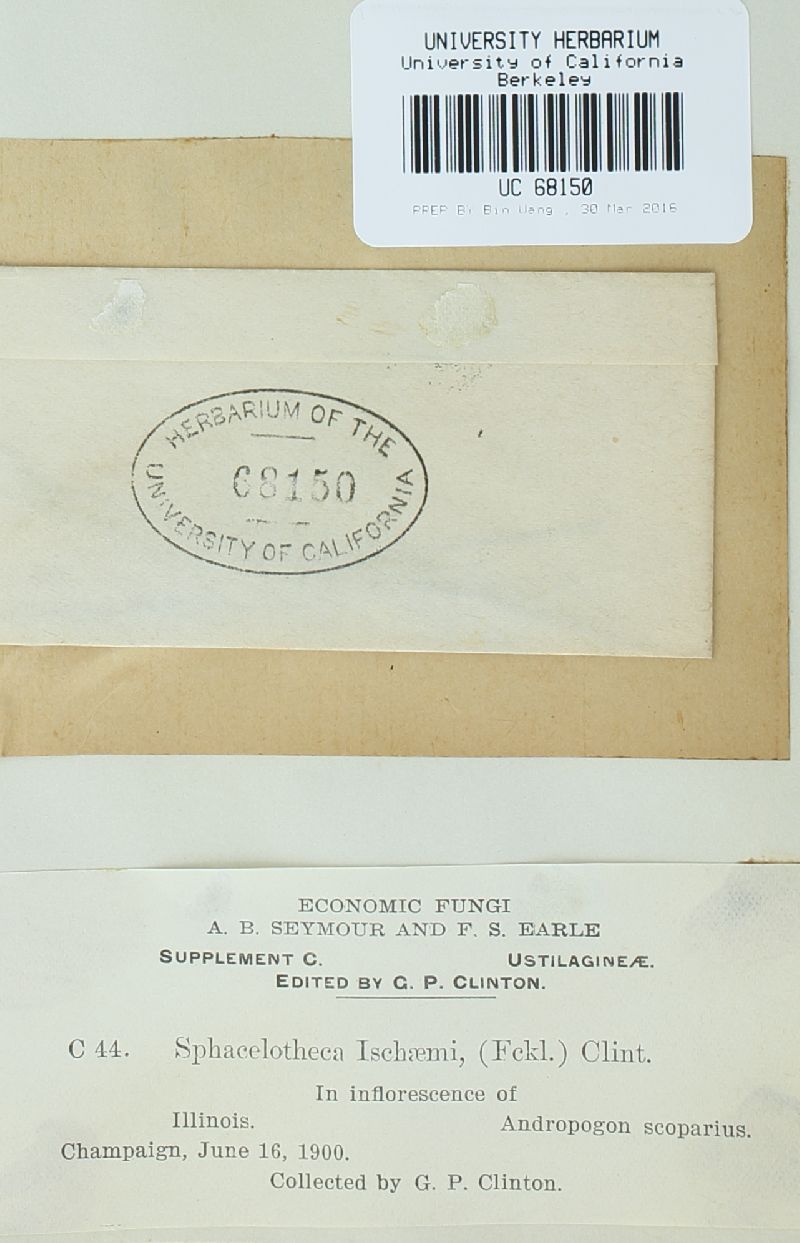 UNIVERSITY HERBARIUM
University of California
Berkeley
UC 68150
PREP BY Bin Wang , 30 Mar 2016
HERBARIUM OF THE
68150
UNIVERSITY OF CALIFORNIA
ECONOMIC FUNGI
A. B. SEYMOUR AND F. S. EARLE
SUPPLEMENT C. USTILAGINEÆ.
EDITED BY G. P. CLINTON.
C 44. Sphacelotheca Ischæmi, (Fckl.) Clint.
In inflorescence of
Illinois. Andropogon scoparius.
Champaign, June 16, 1900.
Collected by G. P. Clinton.